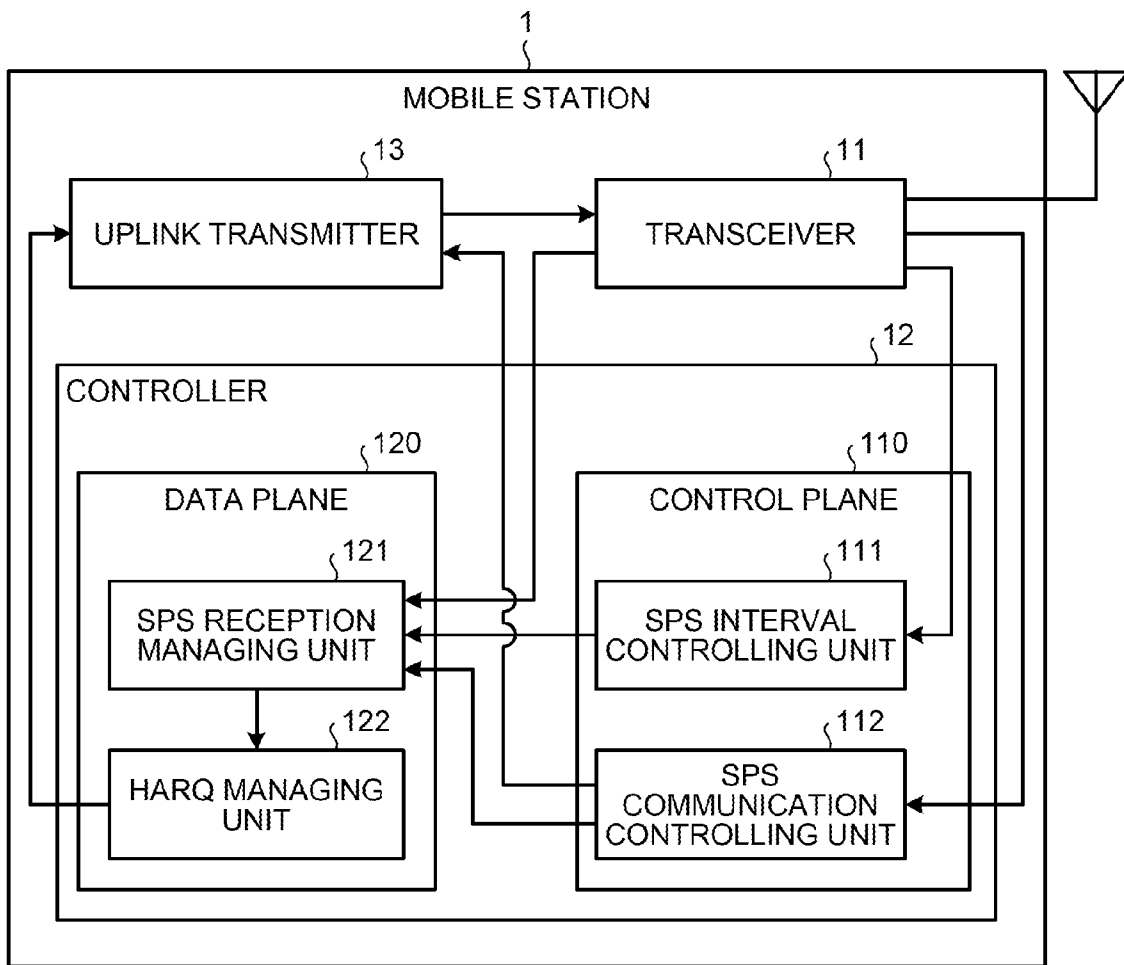 1
MOBILE STATION
13
11
UPLINK TRANSMITTER
TRANSCEIVER
12
CONTROLLER
120
110
DATA PLANE
CONTROL PLANE
121
111
SPS RECEPTION
MANAGING UNIT
SPS INTERVAL
CONTROLLING UNIT
122
112
HARQ MANAGING
UNIT
SPS
COMMUNICATION
CONTROLLING UNIT